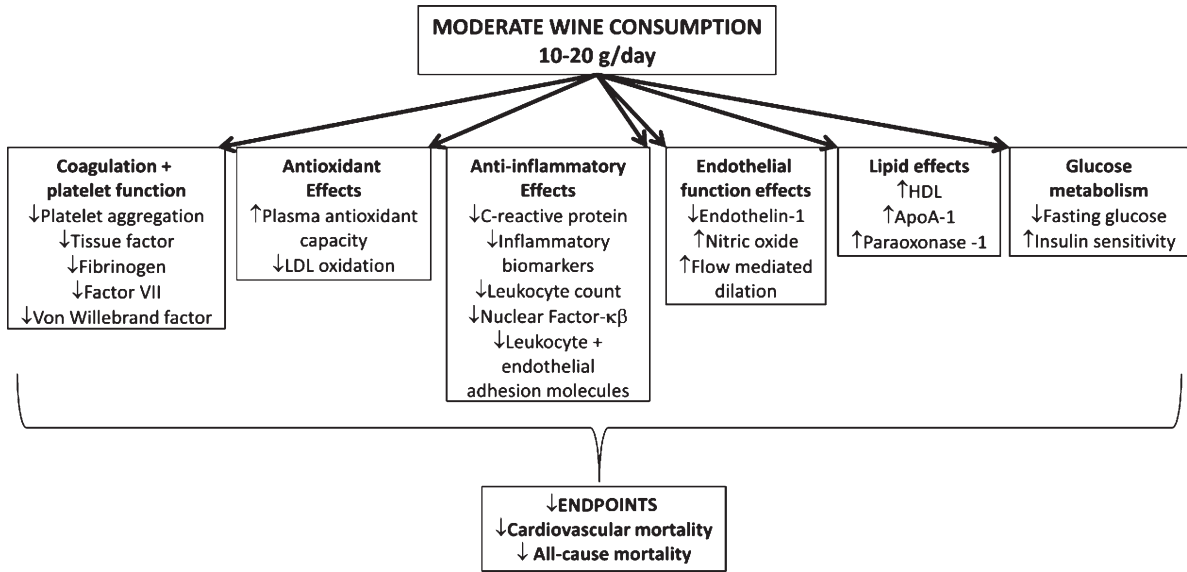 MODERATE WINE CONSUMPTION
10-20 g/day
Coagulation +
platelet function
↓Platelet aggregation
↓Tissue factor
↓Fibrinogen
↓Factor VII
↓Von Willebrand factor
Antioxidant
Effects
↑Plasma antioxidant
capacity
↓LDL oxidation
Anti-inflammatory
Effects
↓C-reactive protein
↓Inflammatory
biomarkers
↓Leukocyte count
↓Nuclear Factor-κβ
↓Leukocyte +
endothelial
adhesion molecules
Endothelial
function effects
↓Endothelin-1
↑Nitric oxide
↑Flow mediated
dilation
Lipid effects
↑HDL
↑ApoA-1
↑Paraoxonase -1
Glucose
metabolism
↓Fasting glucose
↑Insulin sensitivity
↓ENDPOINTS
↓Cardiovascular mortality
↓ All-cause mortality